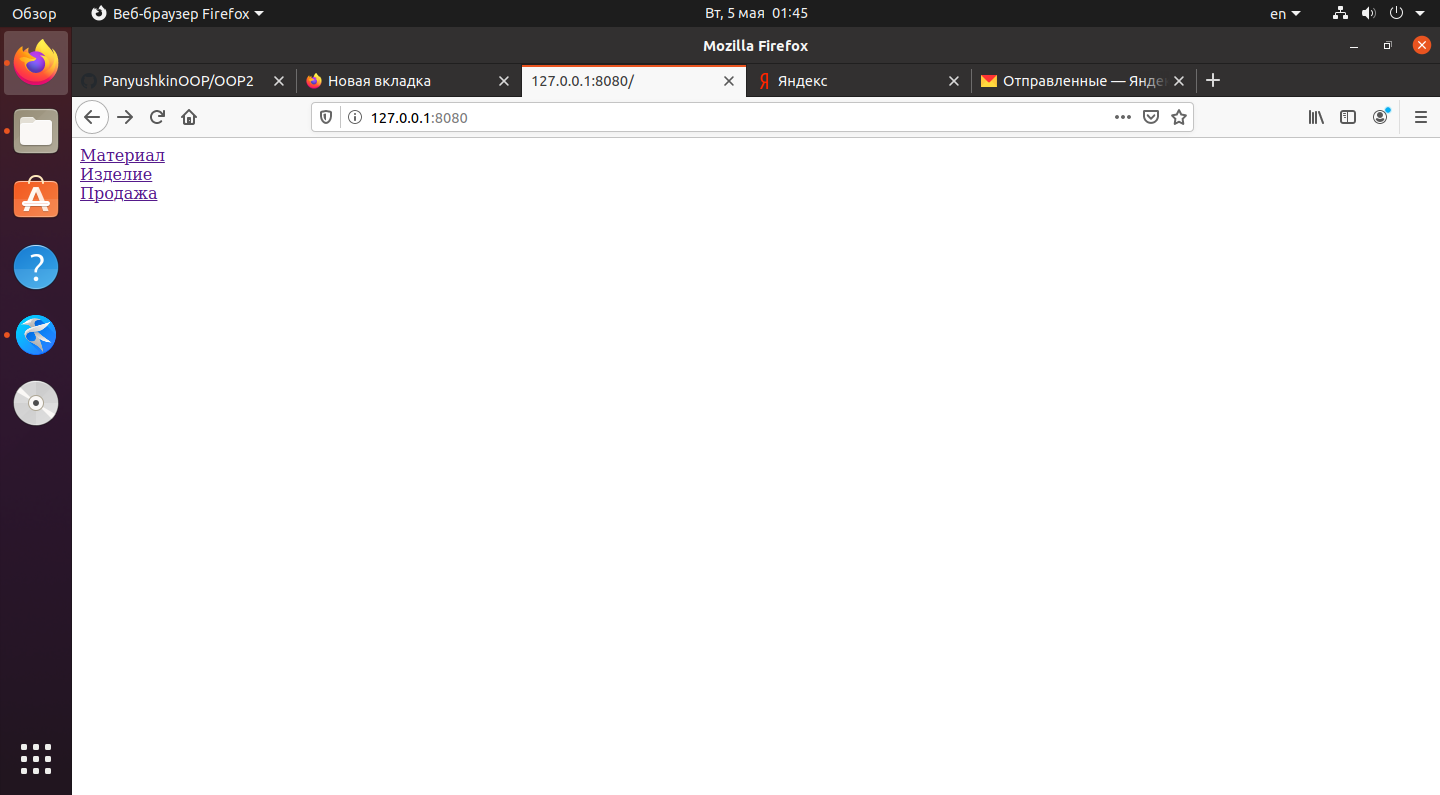 Обзор
Веб-браузер Firefox
Вт, 5 мая 01:45
en
Mozilla Firefox
PanyushkinOOP/OOP2
Новая вкладка
127.0.0.1:8080/
Яндекс
Отправленные — Янде
127.0.0.1:8080
Материал
Изделие
Продажа